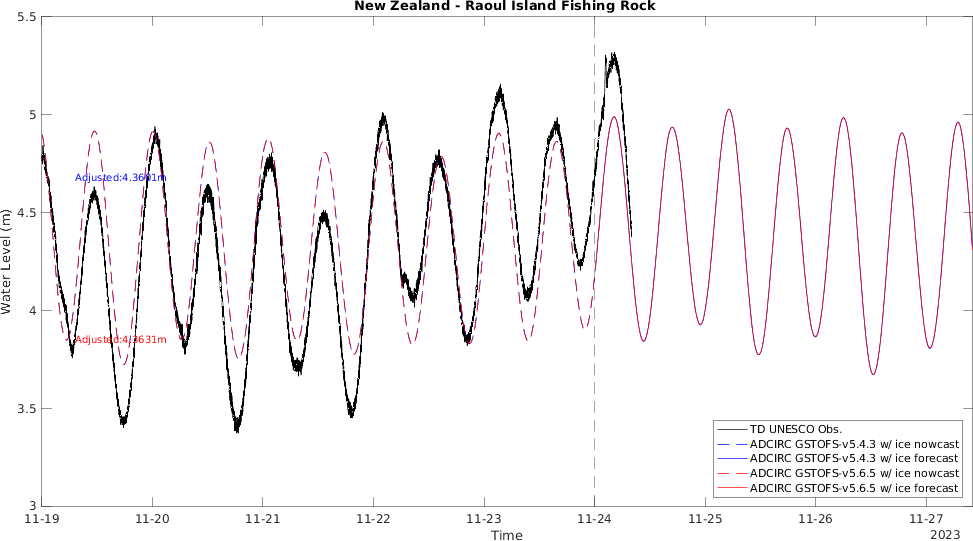 New Zealand - Raoul Island Fishing Rock
5.5
5
4.5
4
3.5
3
Water Level (m)
Adjusted:4.3601m
Adjusted:4.3631m
TD UNESCO Obs.
ADCIRC GSTOFS-v5.4.3 w/ ice nowcast
ADCIRC GSTOFS-v5.4.3 w/ ice forecast
ADCIRC GSTOFS-v5.6.5 w/ ice nowcast
ADCIRC GSTOFS-v5.6.5 w/ ice forecast
11-19 11-20 11-21 11-22 11-23 11-24 11-25 11-26 11-27
Time
2023